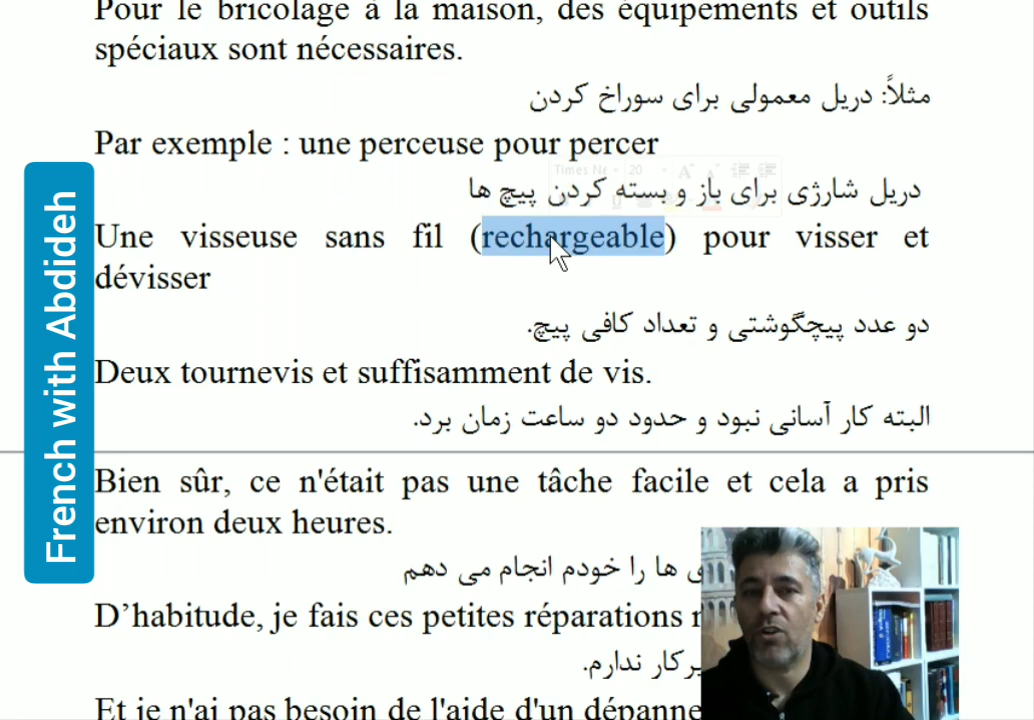 Pour le bricolage à la maison, des équipements et outils
spéciaux sont nécessaires.
مثلاً: دریل معمولی برای سوراخ کردن
Par exemple : une perceuse pour percer
دریل شارژی برای باز و بسته کردن پیچ ها
Une visseuse sans fil (rechargeable) pour visser et
dévisser
دو عدد پیچگوشتی و تعداد کافی پیچ.
Deux tournevis et suffisamment de vis.
البته کار آسانی نبود و حدود دو ساعت زمان برد.
Bien sûr, ce n'était pas une tâche facile et cela a pris
environ deux heures.
ها را خودم انجام می دهم
D’habitude, je fais ces petites réparations
ندارم.
Et je n'ai pas besoin de l'aide d'un
French with Abdideh
Times 20